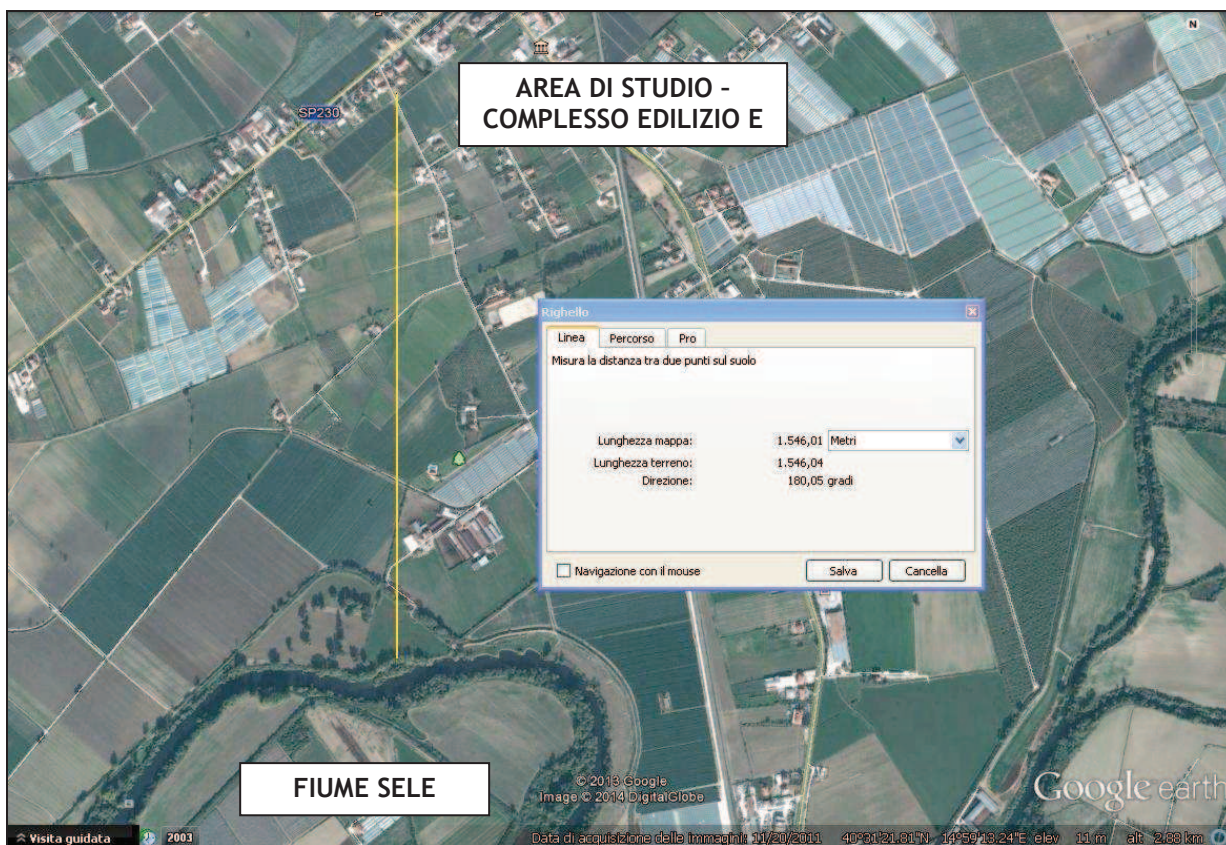 N
AREA DI STUDIO –
COMPLESSO EDILIZIO E
SP230
Righello
Linea
Percorso
Pro
Misura la distanza tra due punti sul suolo
Lunghezza mappa: 1.546,01 Metri
Lunghezza terreno: 1.546,04
Direzione: 180,05 gradi
Navigazione con il mouse
Salva
Cancella
FIUME SELE
© 2013 Google
Image © 2014 DigitalGlobe
Google earth
Visita guidata
2003
Data di acquisizione delle immagini: 11/20/2011 40°31'21.81"N 14°59'13.24"E elev 11 m alt 2.88 km